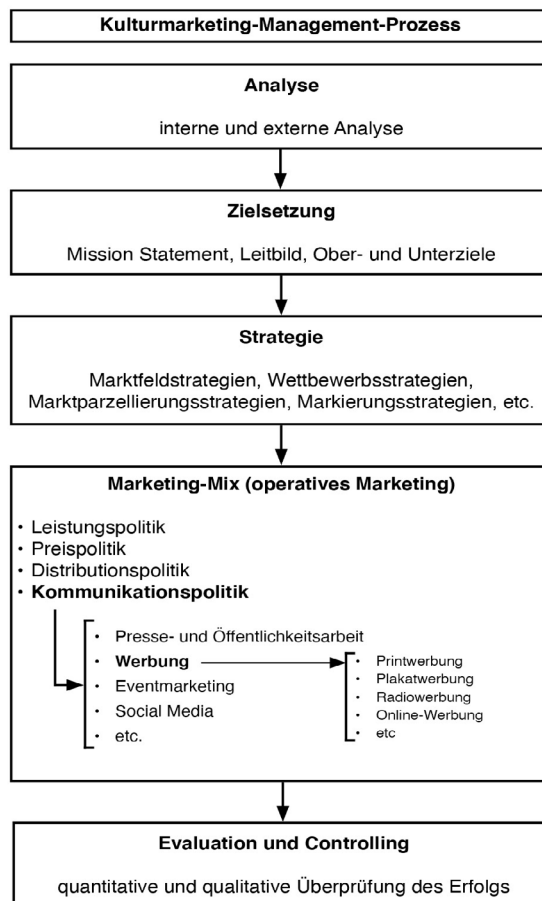 Kulturmarketing-Management-Prozess
Analyse
interne und externe Analyse
Zielsetzung
Mission Statement, Leitbild, Ober- und Unterziele
Strategie
Marktfeldstrategien, Wettbewerbsstrategien,
Marktparzellierungsstrategien, Markierungsstrategien, etc.
Marketing-Mix (operatives Marketing)
· Leistungspolitik
· Preispolitik
· Distributionspolitik
· Kommunikationspolitik
· Presse- und Öffentlichkeitsarbeit
· Werbung
· Eventmarketing
· Social Media
· etc.
· Printwerbung
· Plakatwerbung
· Radiowerbung
· Online-Werbung
· etc
Evaluation und Controlling
quantitative und qualitative Überprüfung des Erfolgs